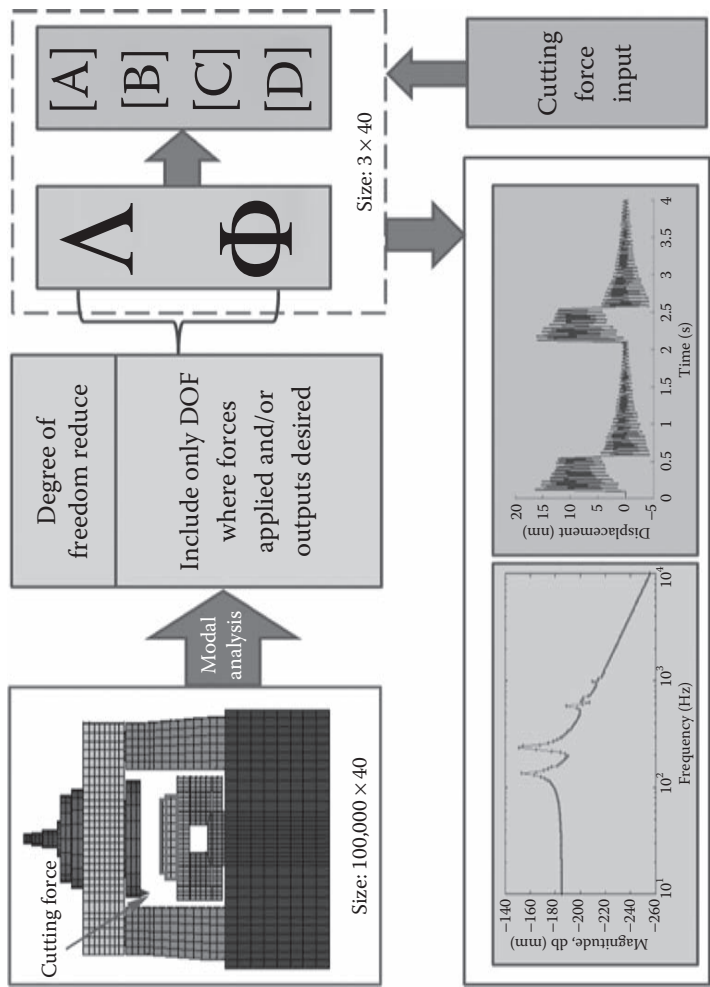 Cutting force
Size: 100,000 × 40
Modal
analysis
Degree of
freedom reduce
Include only DOF
where forces
applied and/or
outputs desired
Λ
Φ
[A]
[B]
[C]
[D]
Size: 3 × 40
Cutting
force
input
−140
−160
−180
−200
−220
−240
−260
Magnitude, db (mm)
10¹
10²
10³
10⁴
Frequency (Hz)
20
15
10
5
0
−5
Displacement (nm)
0
0.5
1
1.5
2
2.5
3
3.5
4
Time (s)